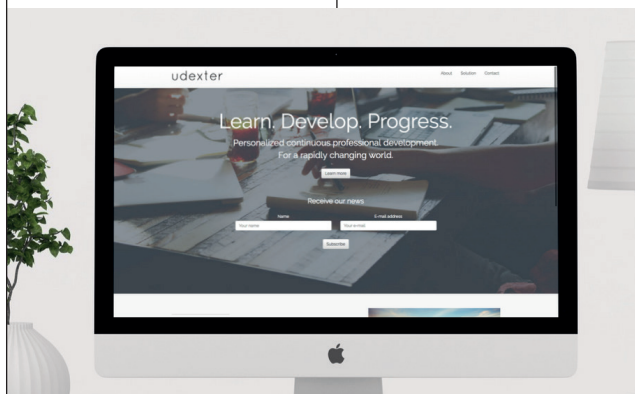 udexter
About Solution Contact
Learn. Develop. Progress.
Personalized continuous professional development.
For a rapidly changing world.
Learn more
Receive our news
Name E-mail address
Your name Your e-mail
Subscribe